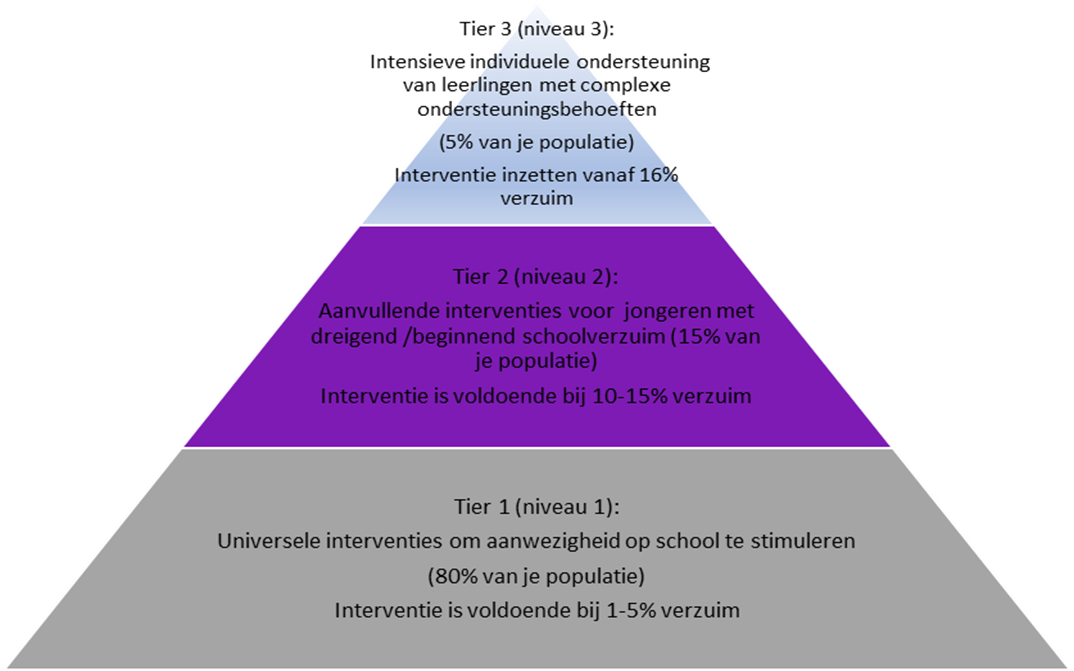 Tier 3 (niveau 3):
Intensieve individuele ondersteuning
van leerlingen met complexe
ondersteuningsbehoeften
(5% van je populatie)
Interventie inzetten vanaf 16%
verzuim
Tier 2 (niveau 2):
Aanvullende interventies voor jongeren met
dreigend /beginnend schoolverzuim (15% van
je populatie)
Interventie is voldoende bij 10-15% verzuim
Tier 1 (niveau 1):
Universele interventies om aanwezigheid op school te stimuleren
(80% van je populatie)
Interventie is voldoende bij 1-5% verzuim